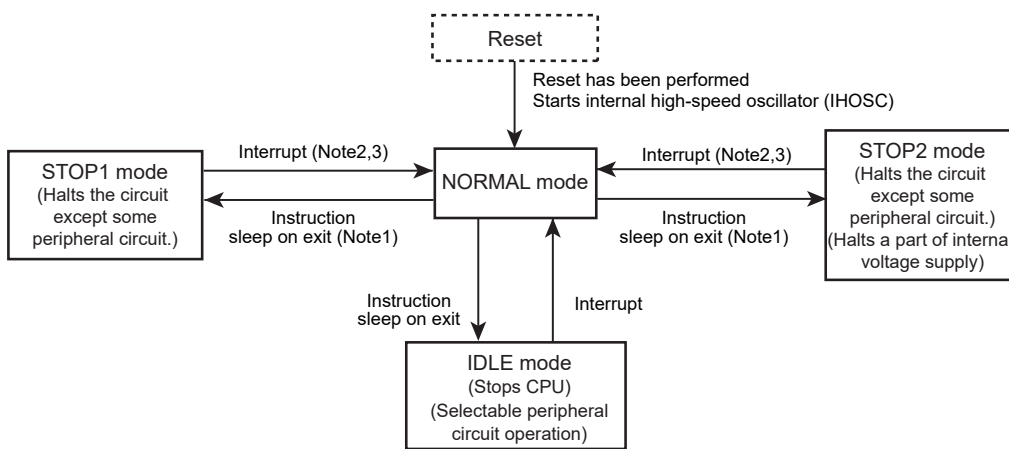 Reset
Reset has been performed
Starts internal high-speed oscillator (IHOSC)
STOP1 mode
(Halts the circuit
except some
peripheral circuit.)
Interrupt (Note2,3)
Instruction
sleep on exit (Note1)
NORMAL mode
Interrupt (Note2,3)
Instruction
sleep on exit (Note1)
STOP2 mode
(Halts the circuit
except some
peripheral circuit.)
(Halts a part of interna
voltage supply)
Instruction
sleep on exit
Interrupt
IDLE mode
(Stops CPU)
(Selectable peripheral
circuit operation)